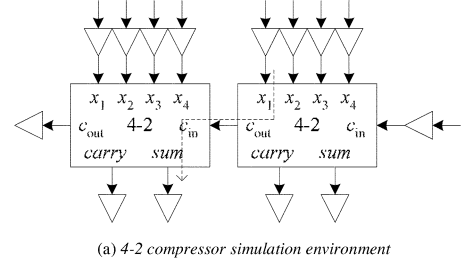 x1 x2 x3 x4 x1 x2 x3 x4
cout 4-2 cin cout 4-2 cin
carry sum carry sum
(a) 4-2 compressor simulation environment